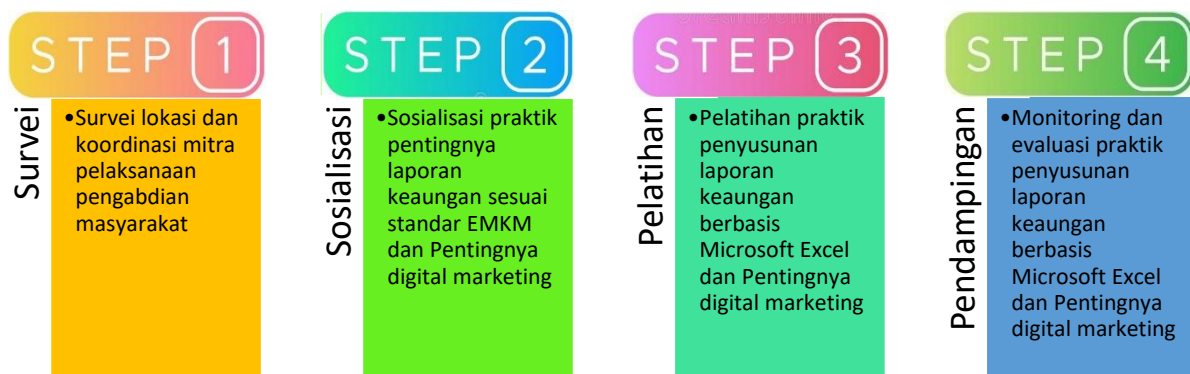 STEP 1
Survei
•Survei lokasi dan
koordinasi mitra
pelaksanaan
pengabdian
masyarakat
STEP 2
Sosialisasi
•Sosialisasi praktik
pentingnya
laporan
keaungan sesuai
standar EMKM
dan Pentingnya
digital marketing
STEP 3
Pelatihan
•Pelatihan praktik
penyusunan
laporan
keaungan
berbasis
Microsoft Excel
dan Pentingnya
digital marketing
STEP 4
Pendampingan
•Monitoring dan
evaluasi praktik
penyusunan
laporan
keaungan
berbasis
Microsoft Excel
dan Pentingnya
digital marketing